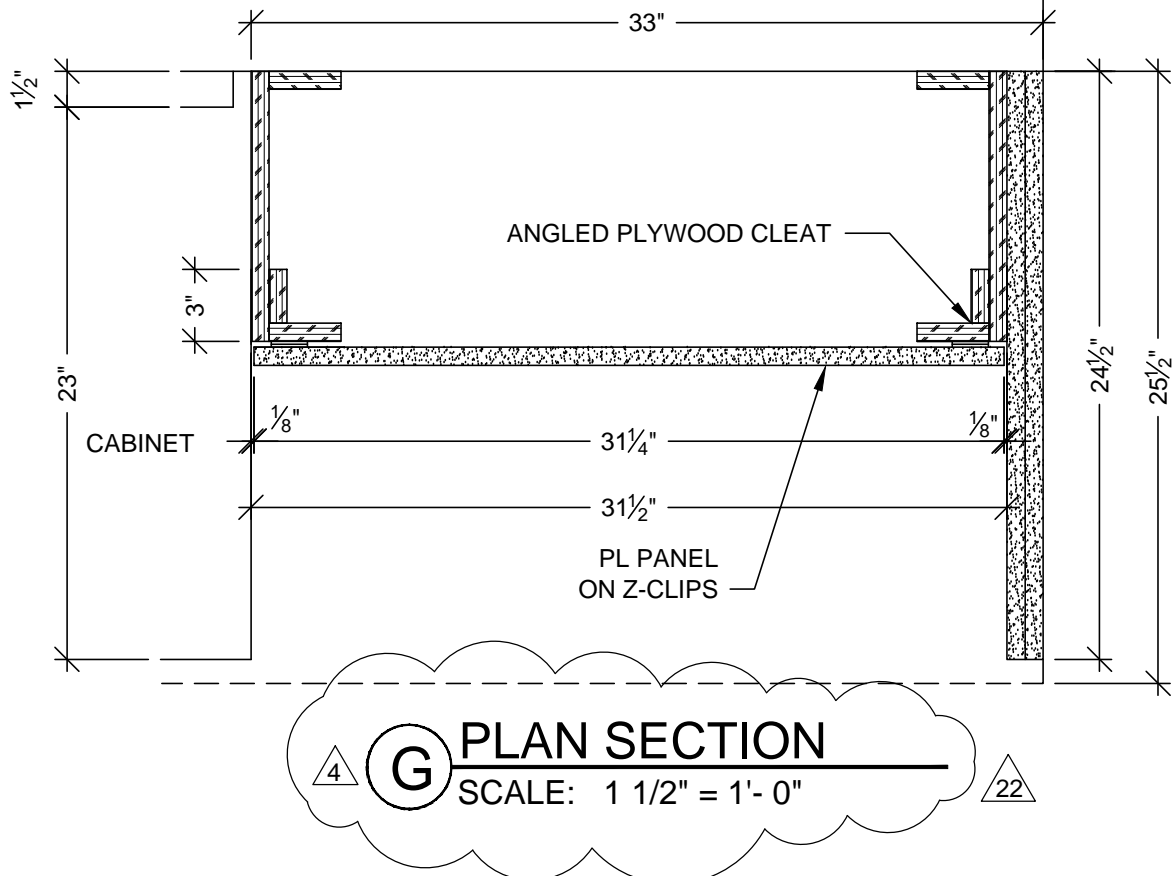 33"
1½"
ANGLED PLYWOOD CLEAT
3"
23"
24½"
25½"
CABINET
⅛"
31¼"
⅛"
31½"
PL PANEL
ON Z-CLIPS
4
G
PLAN SECTION
SCALE: 1 1/2" = 1'- 0"
22